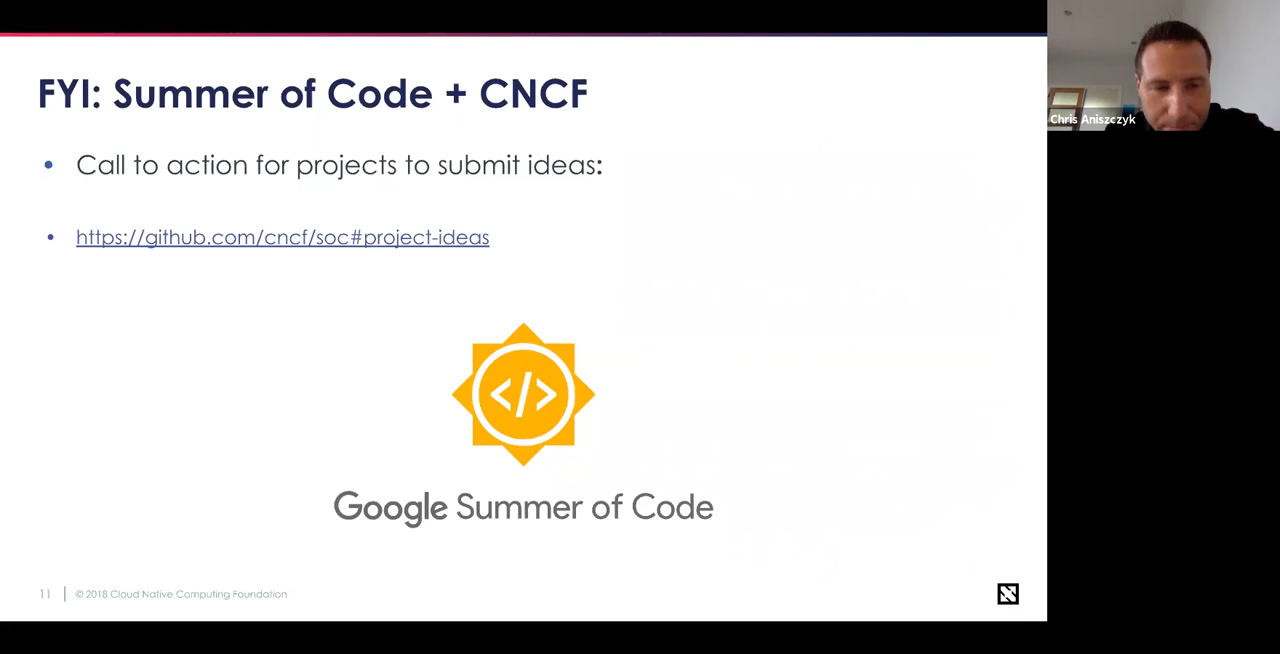 FYI: Summer of Code + CNCF
Chris Aniszczyk
• Call to action for projects to submit ideas:
• https://github.com/cncf/soc#project-ideas
</>
Google Summer of Code
11 | © 2018 Cloud Native Computing Foundation